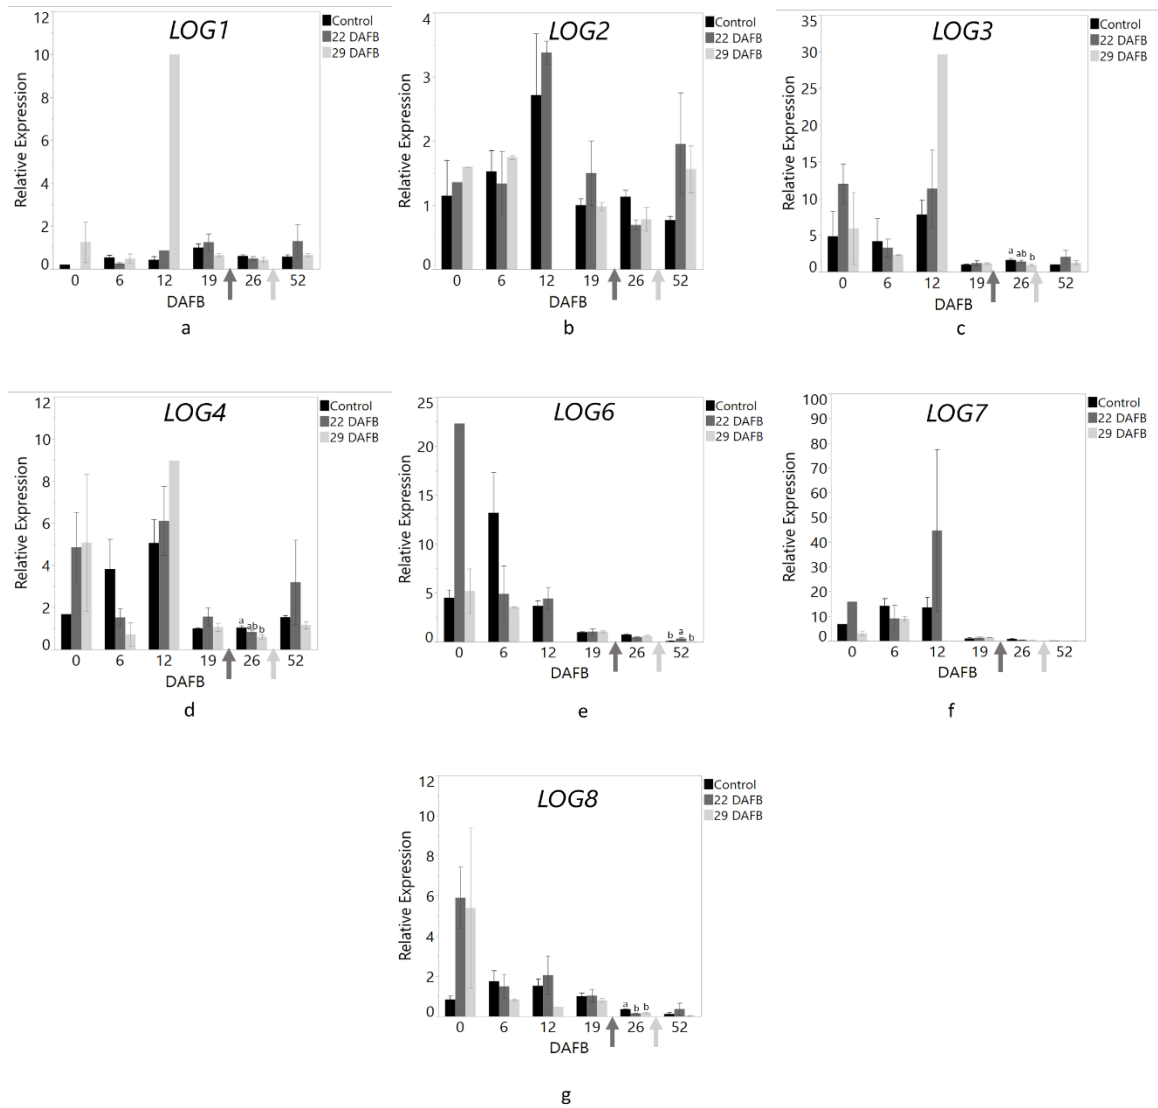 LOG1
Control
22 DAFB
29 DAFB
Relative Expression
12
10
8
6
4
2
0
0 6 12 19 26 52
DAFB
a
LOG2
Control
22 DAFB
29 DAFB
Relative Expression
4
3
2
1
0
0 6 12 19 26 52
DAFB
b
LOG3
Control
22 DAFB
29 DAFB
Relative Expression
35
30
25
20
15
10
5
0
a ab b
0 6 12 19 26 52
DAFB
c
LOG4
Control
22 DAFB
29 DAFB
Relative Expression
12
10
8
6
4
2
0
a ab b
0 6 12 19 26 52
DAFB
d
LOG6
Control
22 DAFB
29 DAFB
Relative Expression
25
20
15
10
5
0
b a b
0 6 12 19 26 52
DAFB
e
LOG7
Control
22 DAFB
29 DAFB
Relative Expression
100
90
80
70
60
50
40
30
20
10
0
0 6 12 19 26 52
DAFB
f
LOG8
Control
22 DAFB
29 DAFB
Relative Expression
12
10
8
6
4
2
0
a b b
0 6 12 19 26 52
DAFB
g